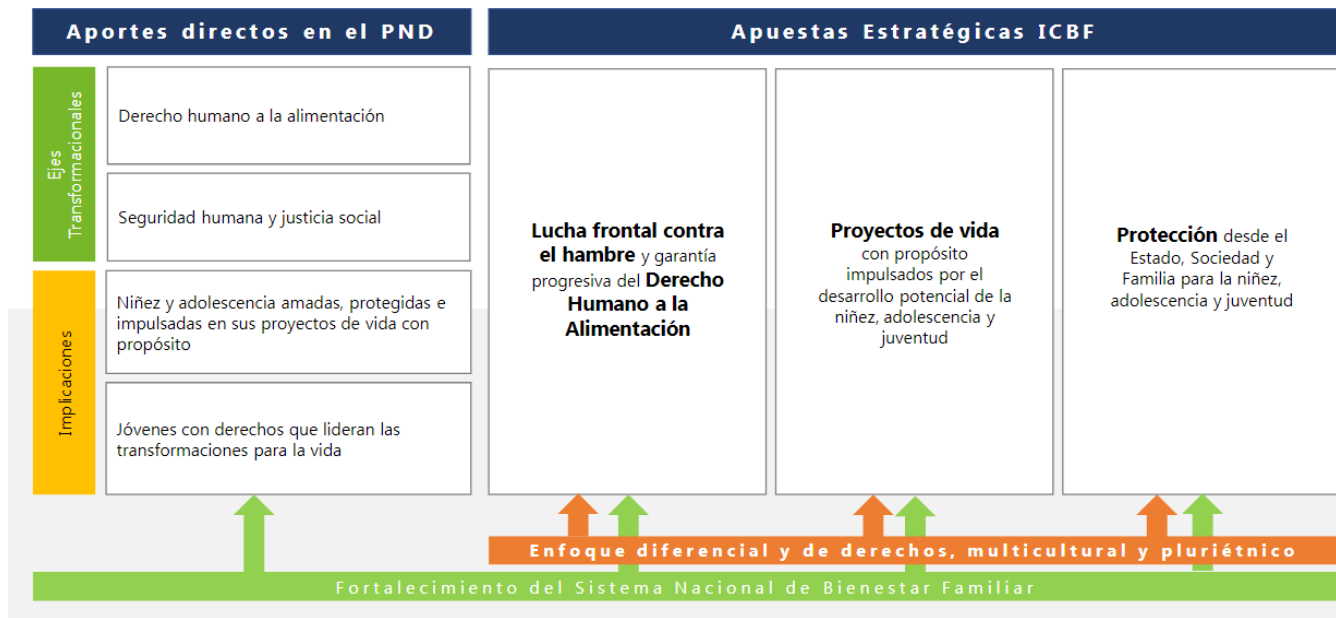 Aportes directos en el PND
Apuestas Estratégicas ICBF
Ejes
Transformacionales
Derecho humano a la alimentación
Seguridad humana y justicia social
Implicaciones
Niñez y adolescencia amadas, protegidas e
impulsadas en sus proyectos de vida con
propósito
Jóvenes con derechos que lideran las
transformaciones para la vida
Lucha frontal contra
el hambre y garantía
progresiva del Derecho
Humano a la
Alimentación
Proyectos de vida
con propósito
impulsados por el
desarrollo potencial de la
niñez, adolescencia y
juventud
Protección desde el
Estado, Sociedad y
Familia para la niñez,
adolescencia y juventud
Enfoque diferencial y de derechos, multicultural y pluriétnico
Fortalecimiento del Sistema Nacional de Bienestar Familiar